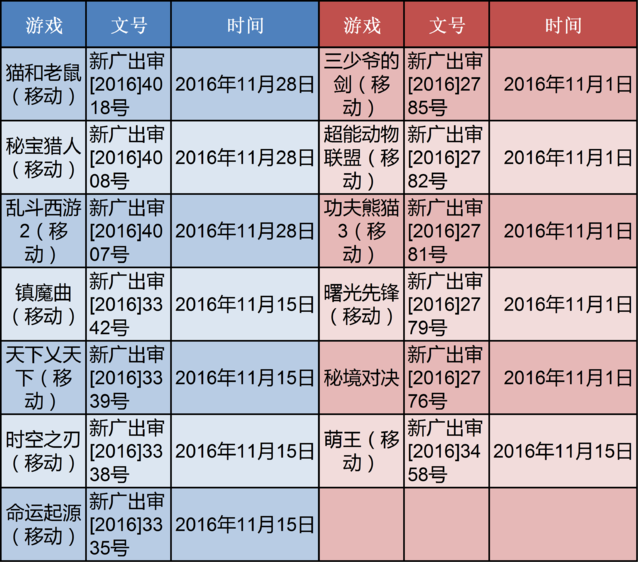 游戏 文号 时间 游戏 文号 时间
猫和老鼠
（移动）
新广出审
[2016]4
018号
2016年11月28日
三少爷的
剑（移
动）
新广出审
[2016]2
785号
2016年11月1日
秘宝猎人
（移动）
新广出审
[2016]4
008号
2016年11月28日
超能动物
联盟（移
动）
新广出审
[2016]2
782号
2016年11月1日
乱斗西游
2（移
动）
新广出审
[2016]4
007号
2016年11月28日
功夫熊猫
3（移
动）
新广出审
[2016]2
781号
2016年11月1日
镇魔曲
（移动）
新广出审
[2016]3
342号
2016年11月15日
曙光先锋
（移动）
新广出审
[2016]2
779号
2016年11月1日
天下乂天
下（移
动）
新广出审
[2016]3
339号
2016年11月15日
秘境对决
新广出审
[2016]2
776号
2016年11月1日
时空之刃
（移动）
新广出审
[2016]3
338号
2016年11月15日
萌王（移
动）
新广出审
[2016]3
458号
2016年11月15日
命运起源
（移动）
新广出审
[2016]3
335号
2016年11月15日